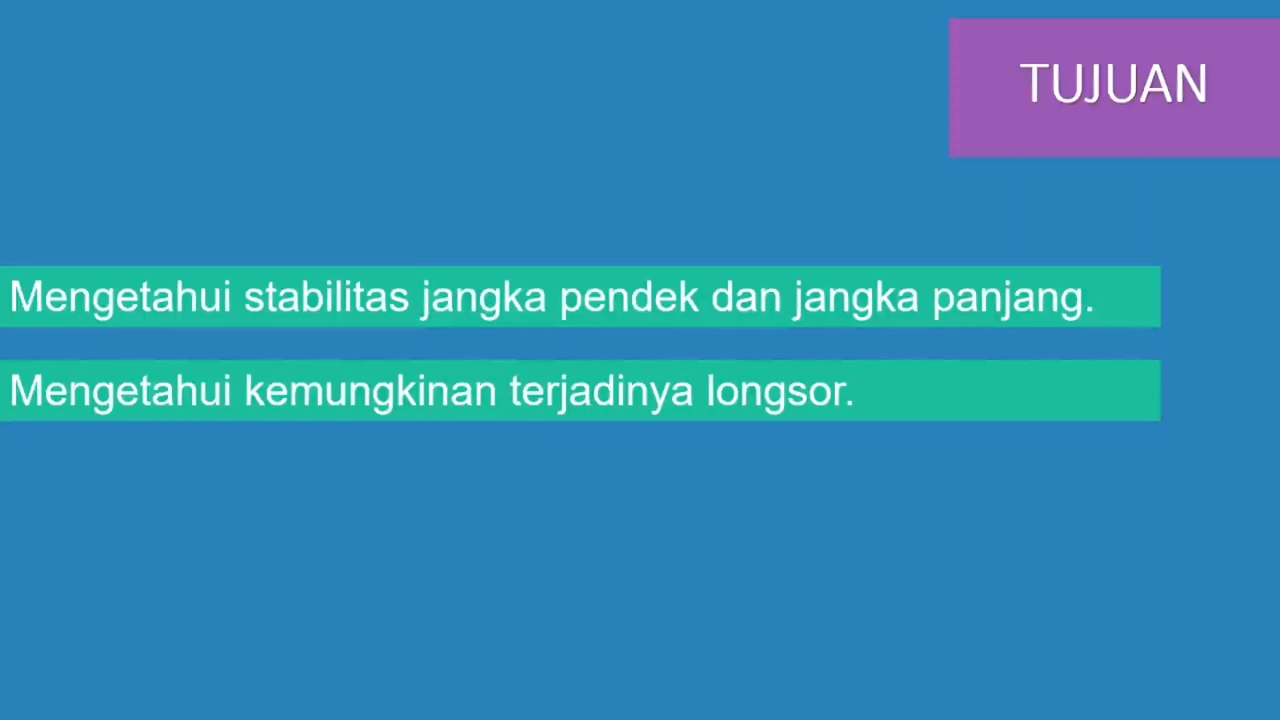 TUJUAN
Mengetahui stabilitas jangka pendek dan jangka panjang.
Mengetahui kemungkinan terjadinya longsor.